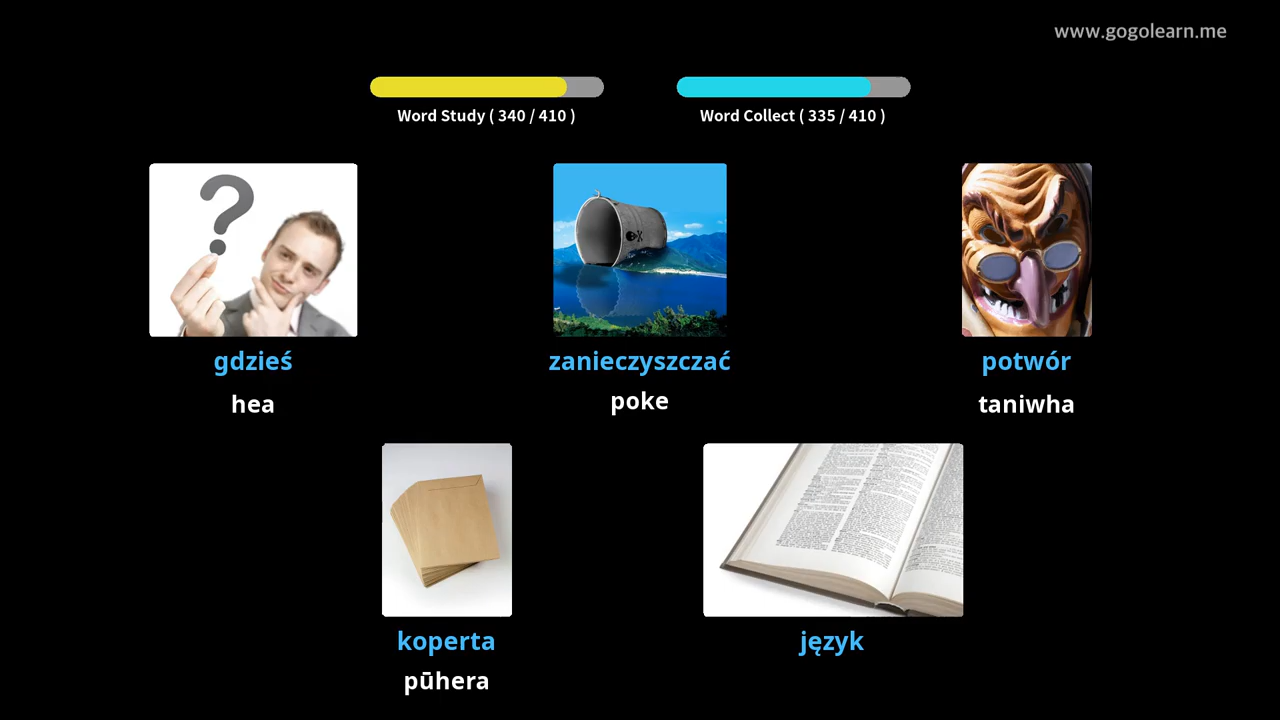 www.gogolearn.me
Word Study ( 340 / 410 )
Word Collect ( 335 / 410 )
gdzieś
zanieczyszczać
potwór
hea
poke
taniwha
koperta
język
pūhera